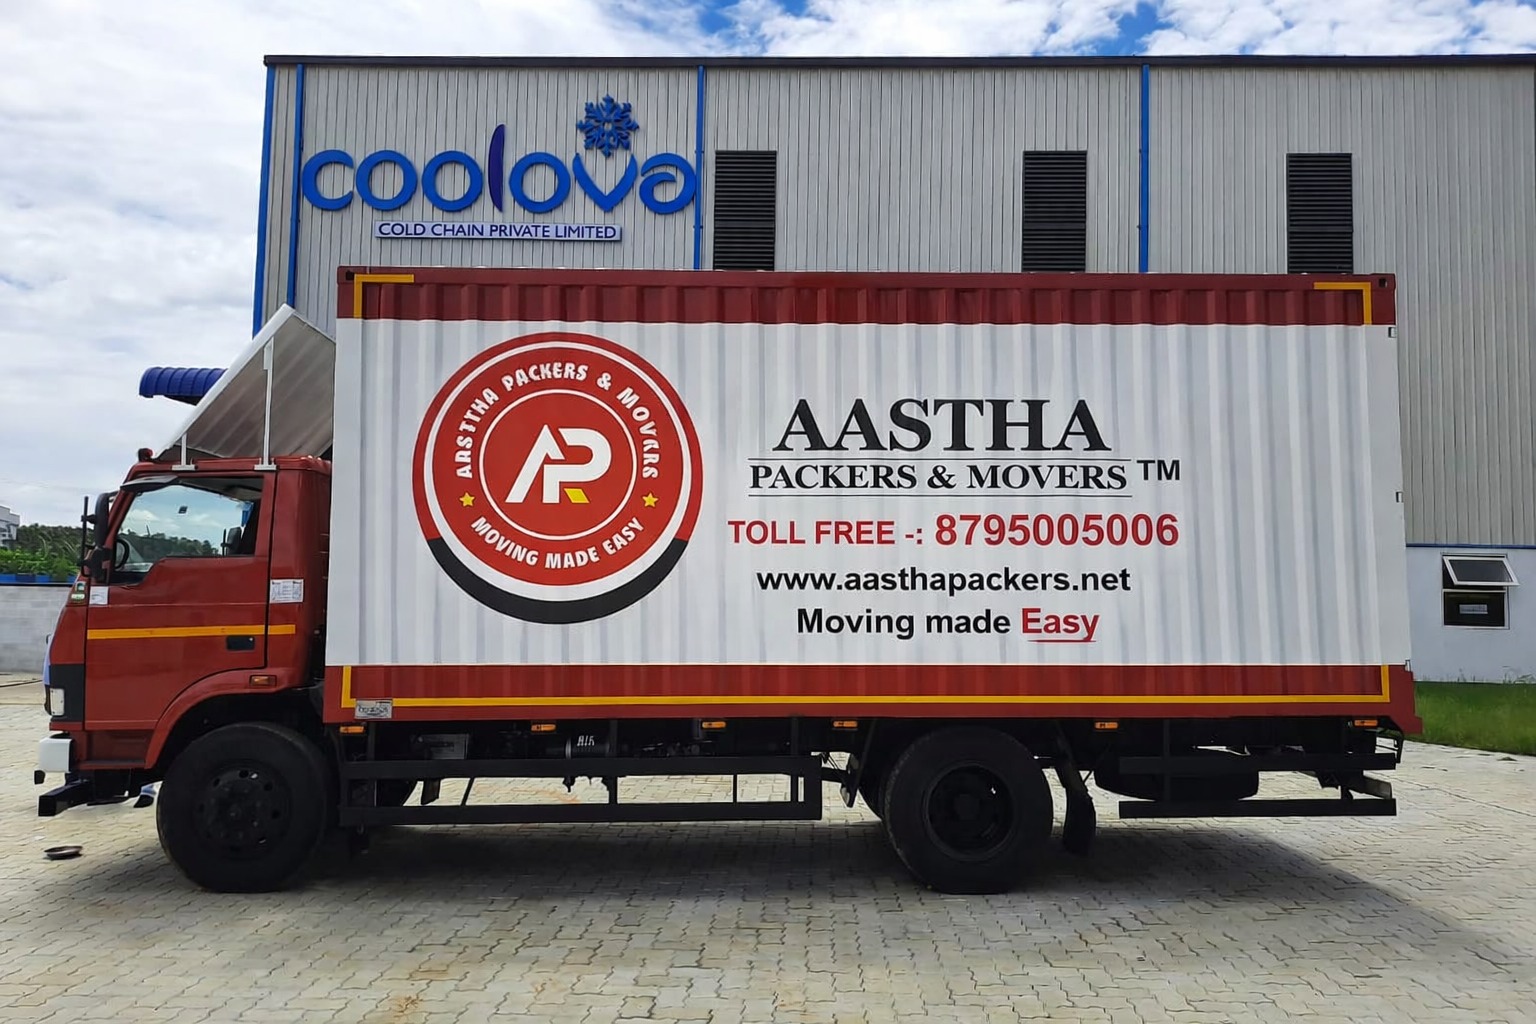 coolova
COLD CHAIN PRIVATE LIMITED
AASTTHA PACKERS & MOVERS
AP
MOVING MADE EASY
AASTHA
PACKERS & MOVERS TM
TOLL FREE -: 8795005006
www.aasthapackers.net
Moving made Easy